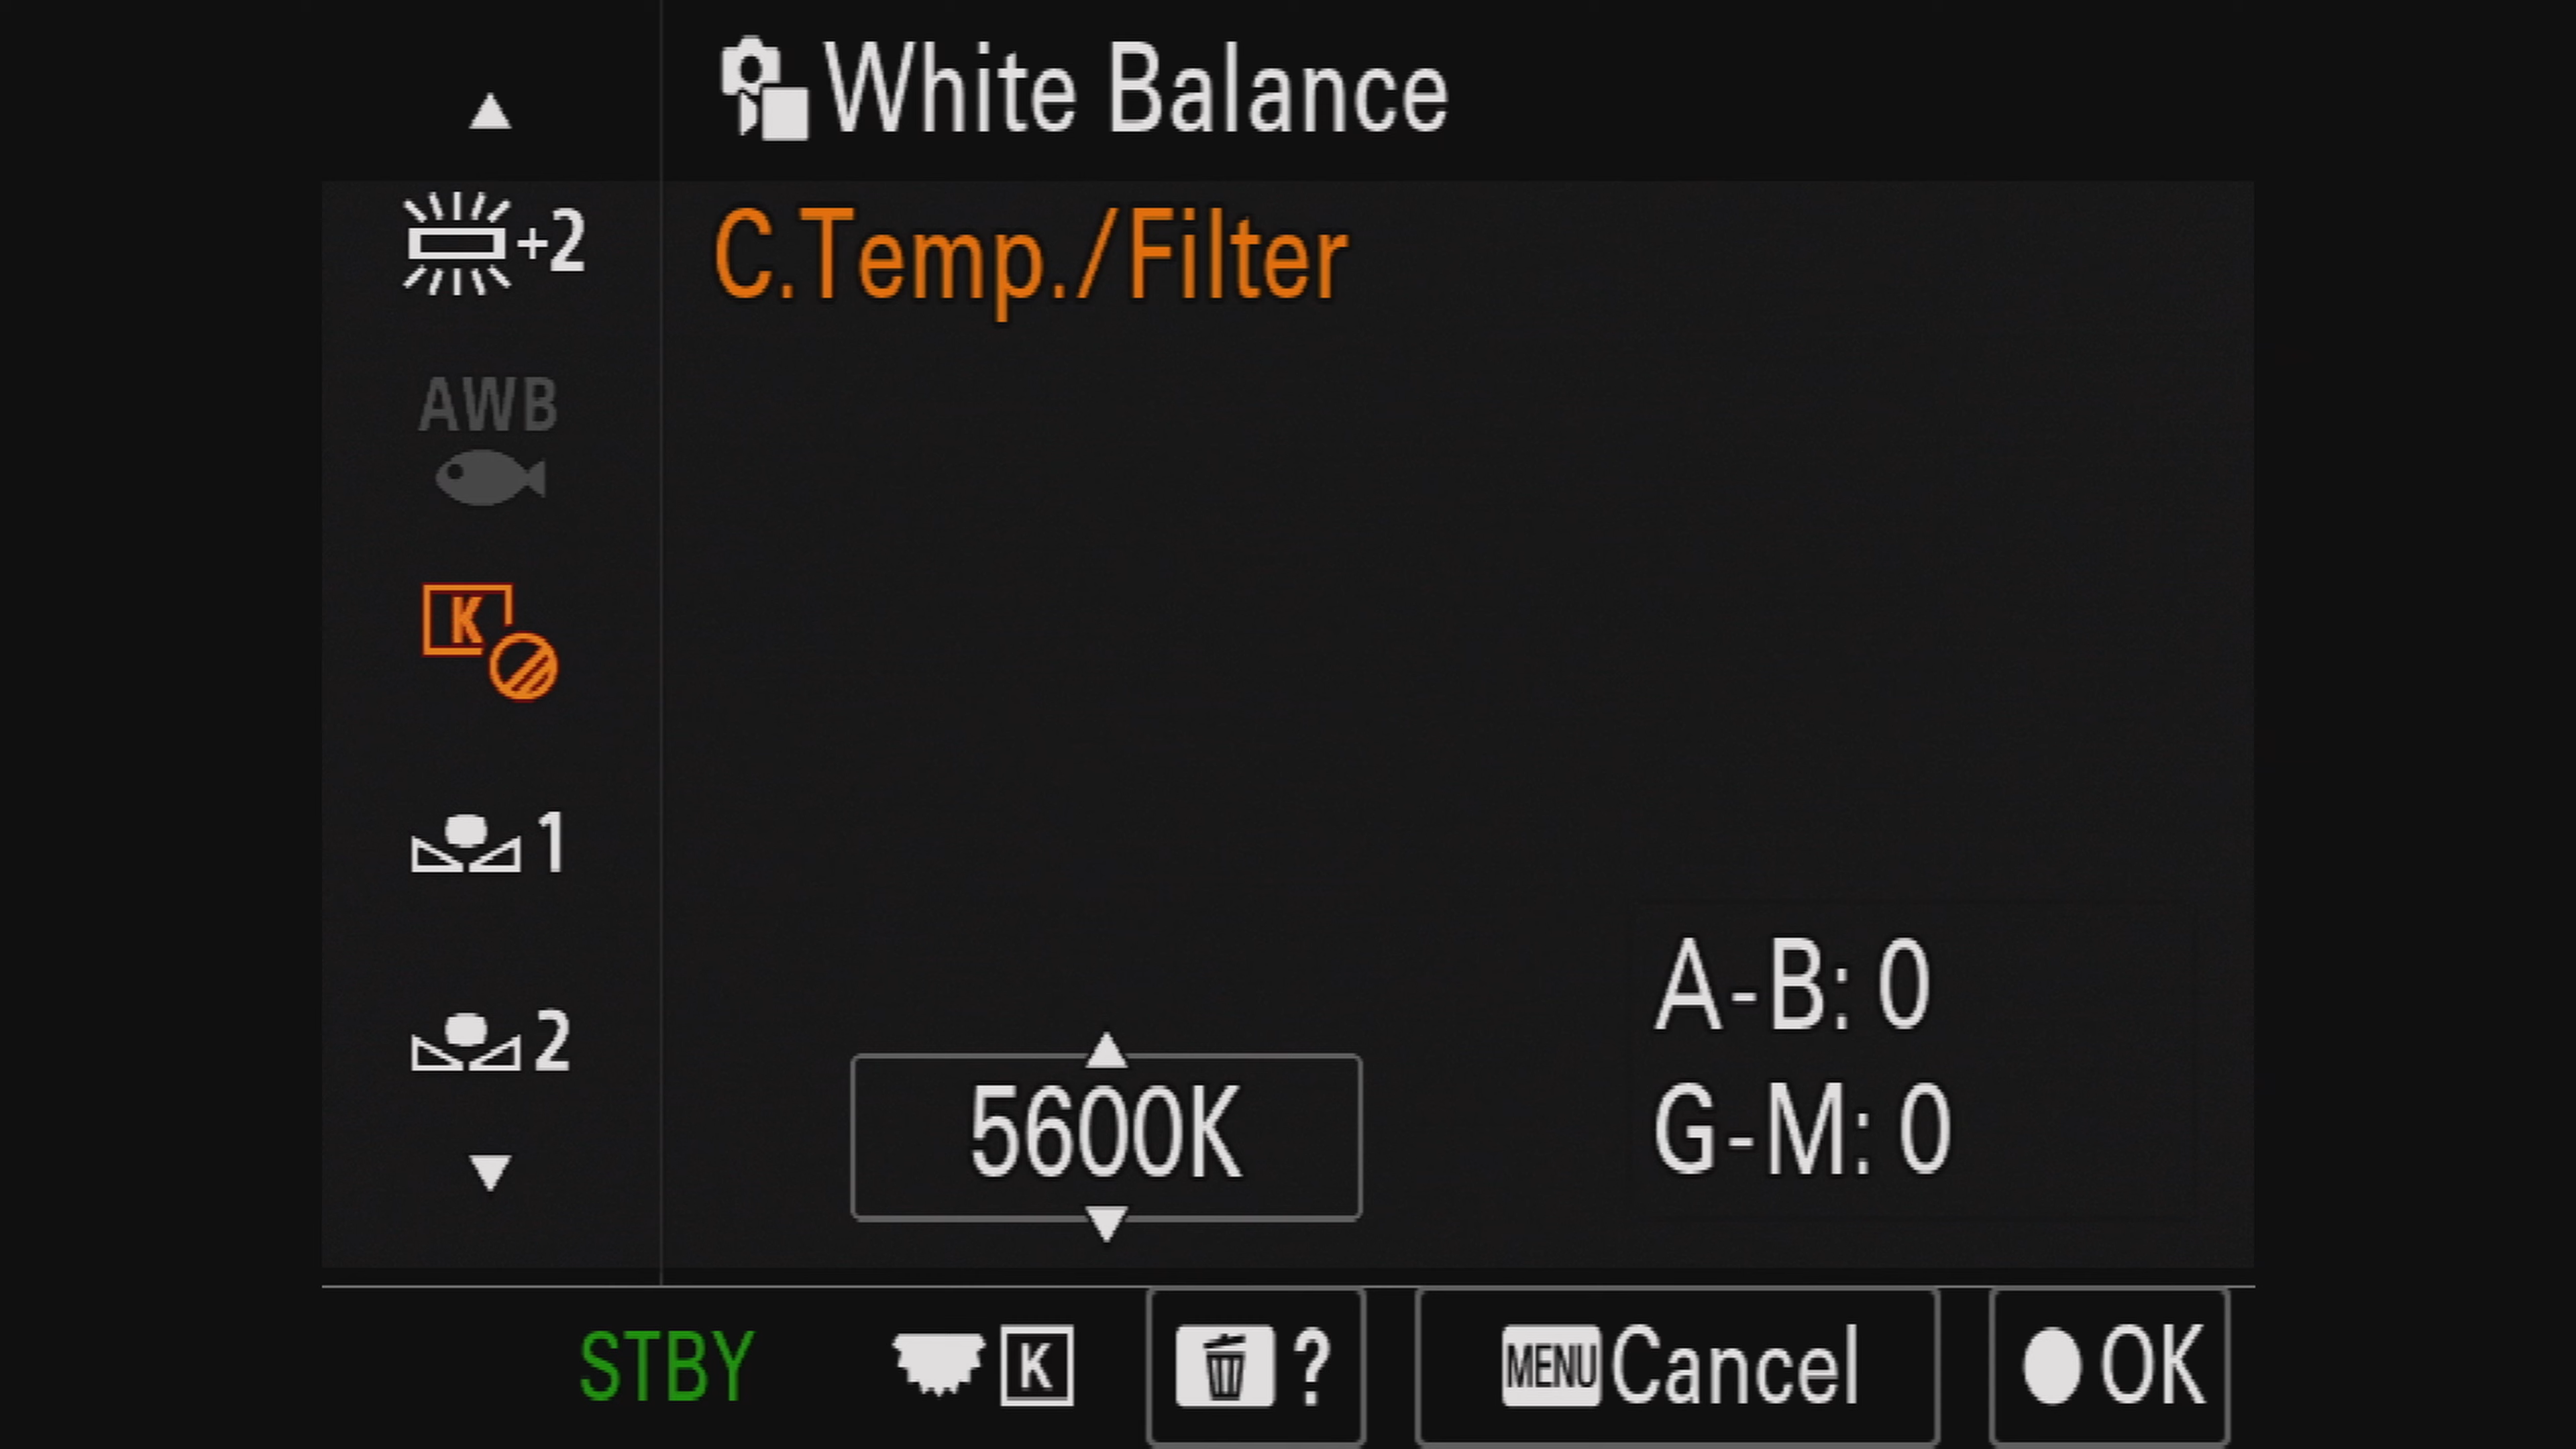 White Balance
+2
C.Temp./Filter
AWB
K
1
2
A-B: 0
G-M: 0
5600K
STBY
K
?
MENU Cancel
OK